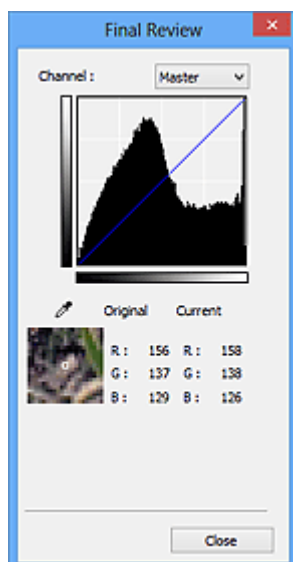 Final Review
Channel : Master
Original Current
R : 156 R : 158
G : 137 G : 138
B : 129 B : 126
Close